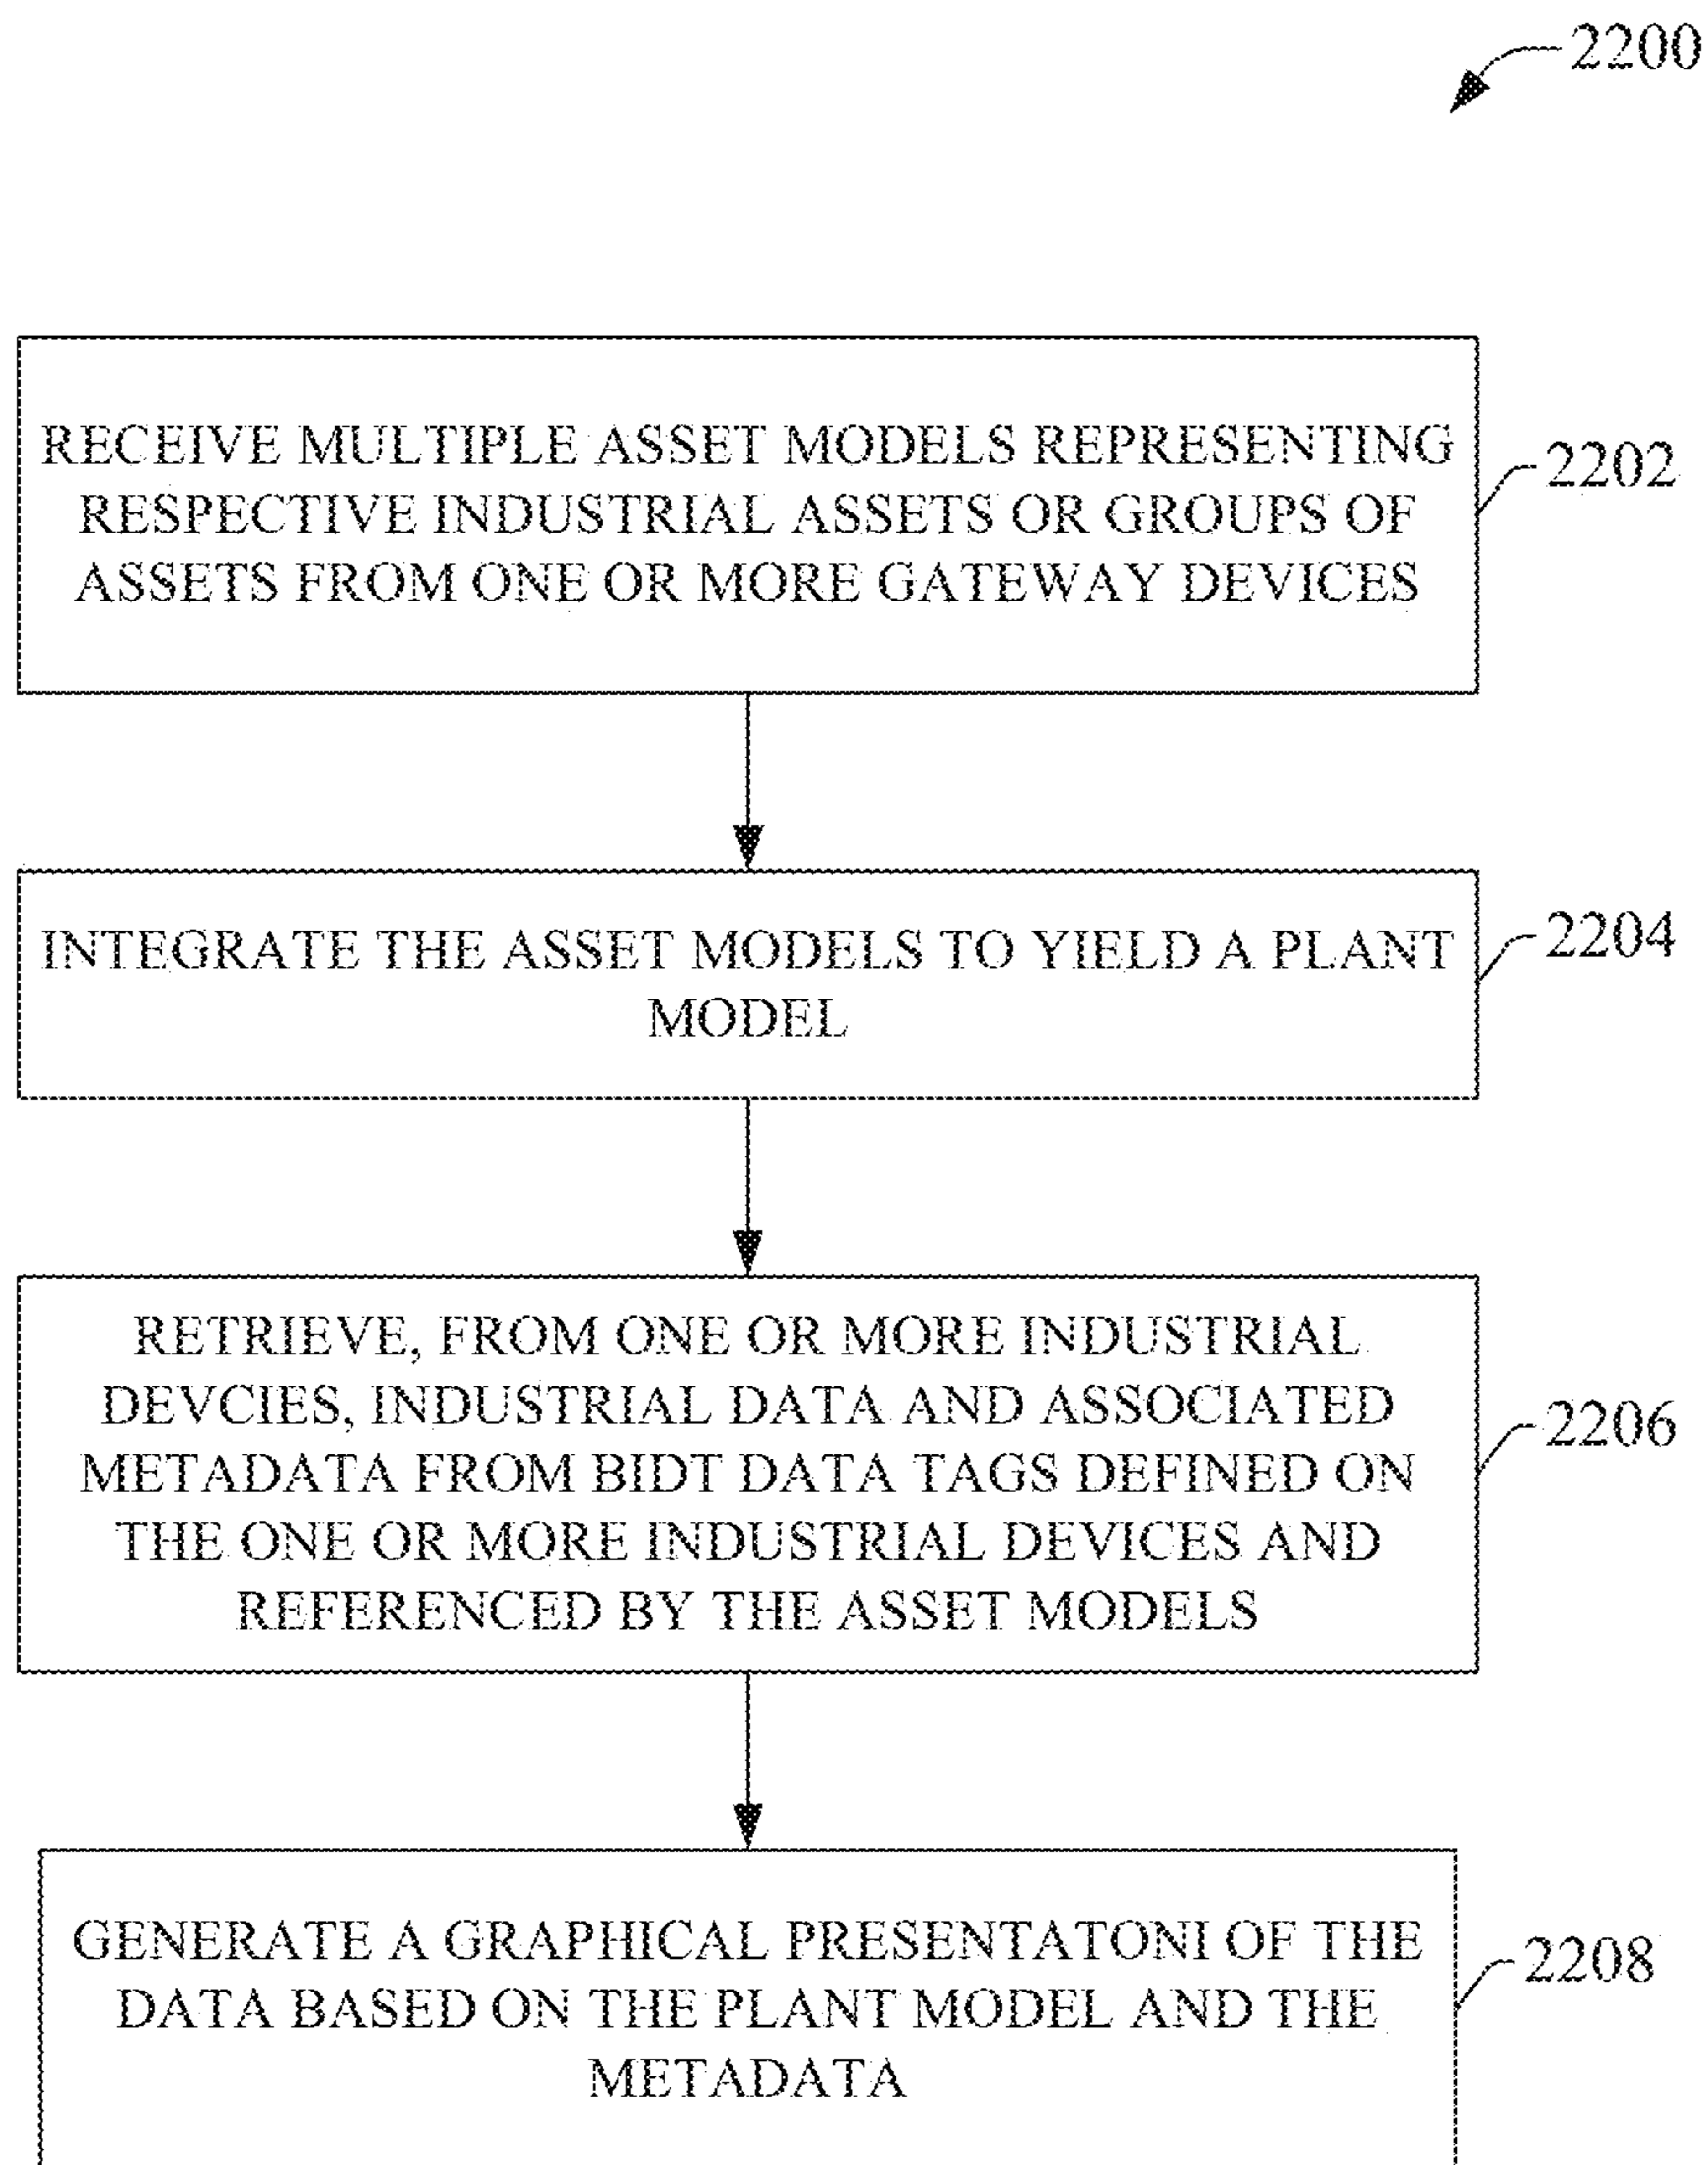 2200
RECEIVE MULTIPLE ASSET MODELS REPRESENTING
RESPECTIVE INDUSTRIAL ASSETS OR GROUPS OF
ASSETS FROM ONE OR MORE GATEWAY DEVICES
2202
INTEGRATE THE ASSET MODELS TO YIELD A PLANT
MODEL
2204
RETRIEVE, FROM ONE OR MORE INDUSTRIAL
DEVCIES, INDUSTRIAL DATA AND ASSOCIATED
METADATA FROM BIDT DATA TAGS DEFINED ON
THE ONE OR MORE INDUSTRIAL DEVICES AND
REFERENCED BY THE ASSET MODELS
2206
GENERATE A GRAPHICAL PRESENTATONI OF THE
DATA BASED ON THE PLANT MODEL AND THE
METADATA
2208